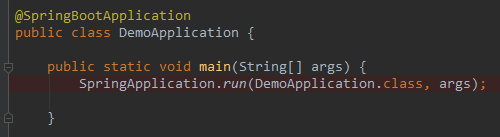 @SpringBootApplication
public class DemoApplication {
public static void main(String[] args) {
SpringApplication.run(DemoApplication.class, args);
}